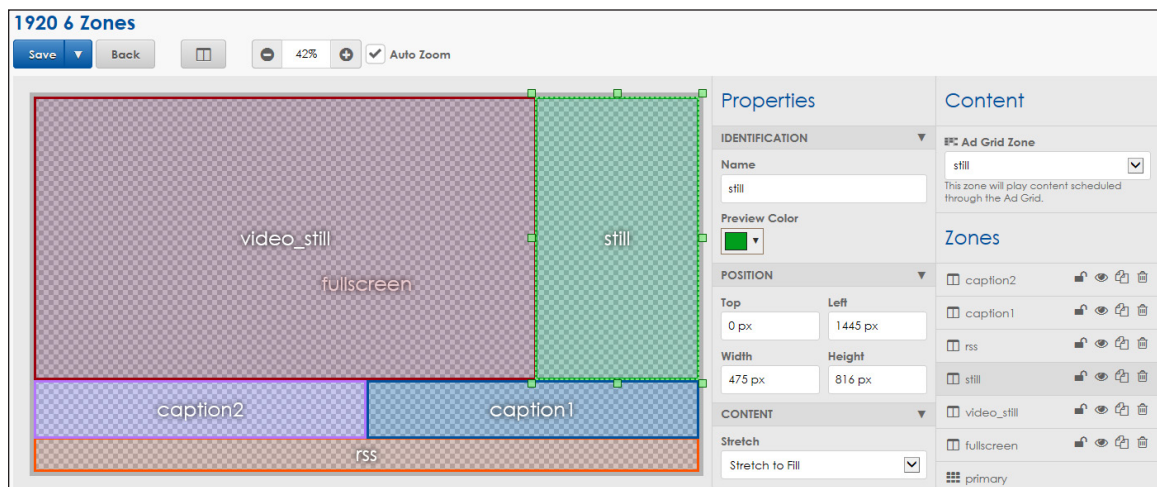 1920 6 Zones
Save
Back
42%
Auto Zoom
video_still
still
fullscreen
caption2
caption1
rss
Properties
IDENTIFICATION
Name
still
Preview Color
POSITION
Top
Left
0 px
1445 px
Width
Height
475 px
816 px
CONTENT
Stretch
Stretch to Fill
Content
Ad Grid Zone
still
This zone will play content scheduled
through the Ad Grid.
Zones
caption2
caption1
rss
still
video_still
fullscreen
primary